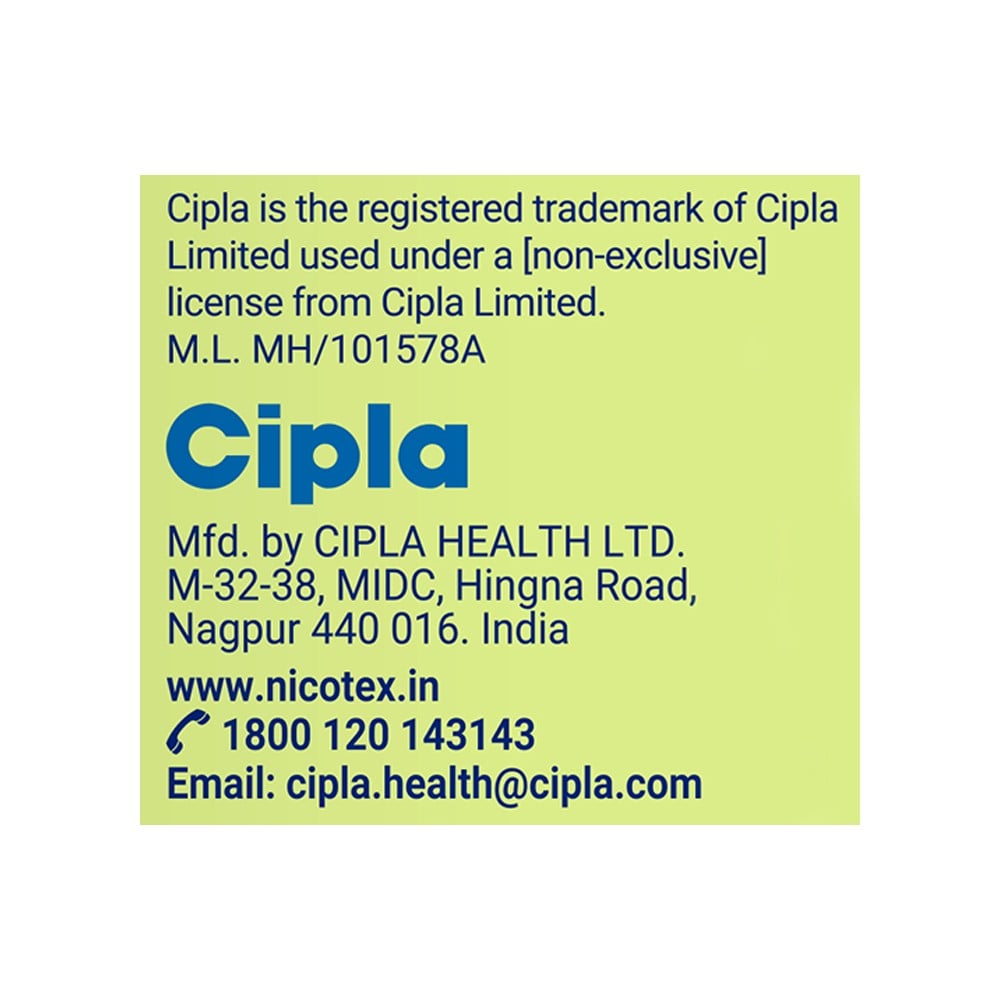 Cipla is the registered trademark of Cipla
Limited used under a [non-exclusive]
license from Cipla Limited.
M.L. MH/101578A
Cipla
Mfd. by CIPLA HEALTH LTD.
M-32-38, MIDC, Hingna Road,
Nagpur 440 016. India
www.nicotex.in
1800 120 143143
Email: cipla.health@cipla.com